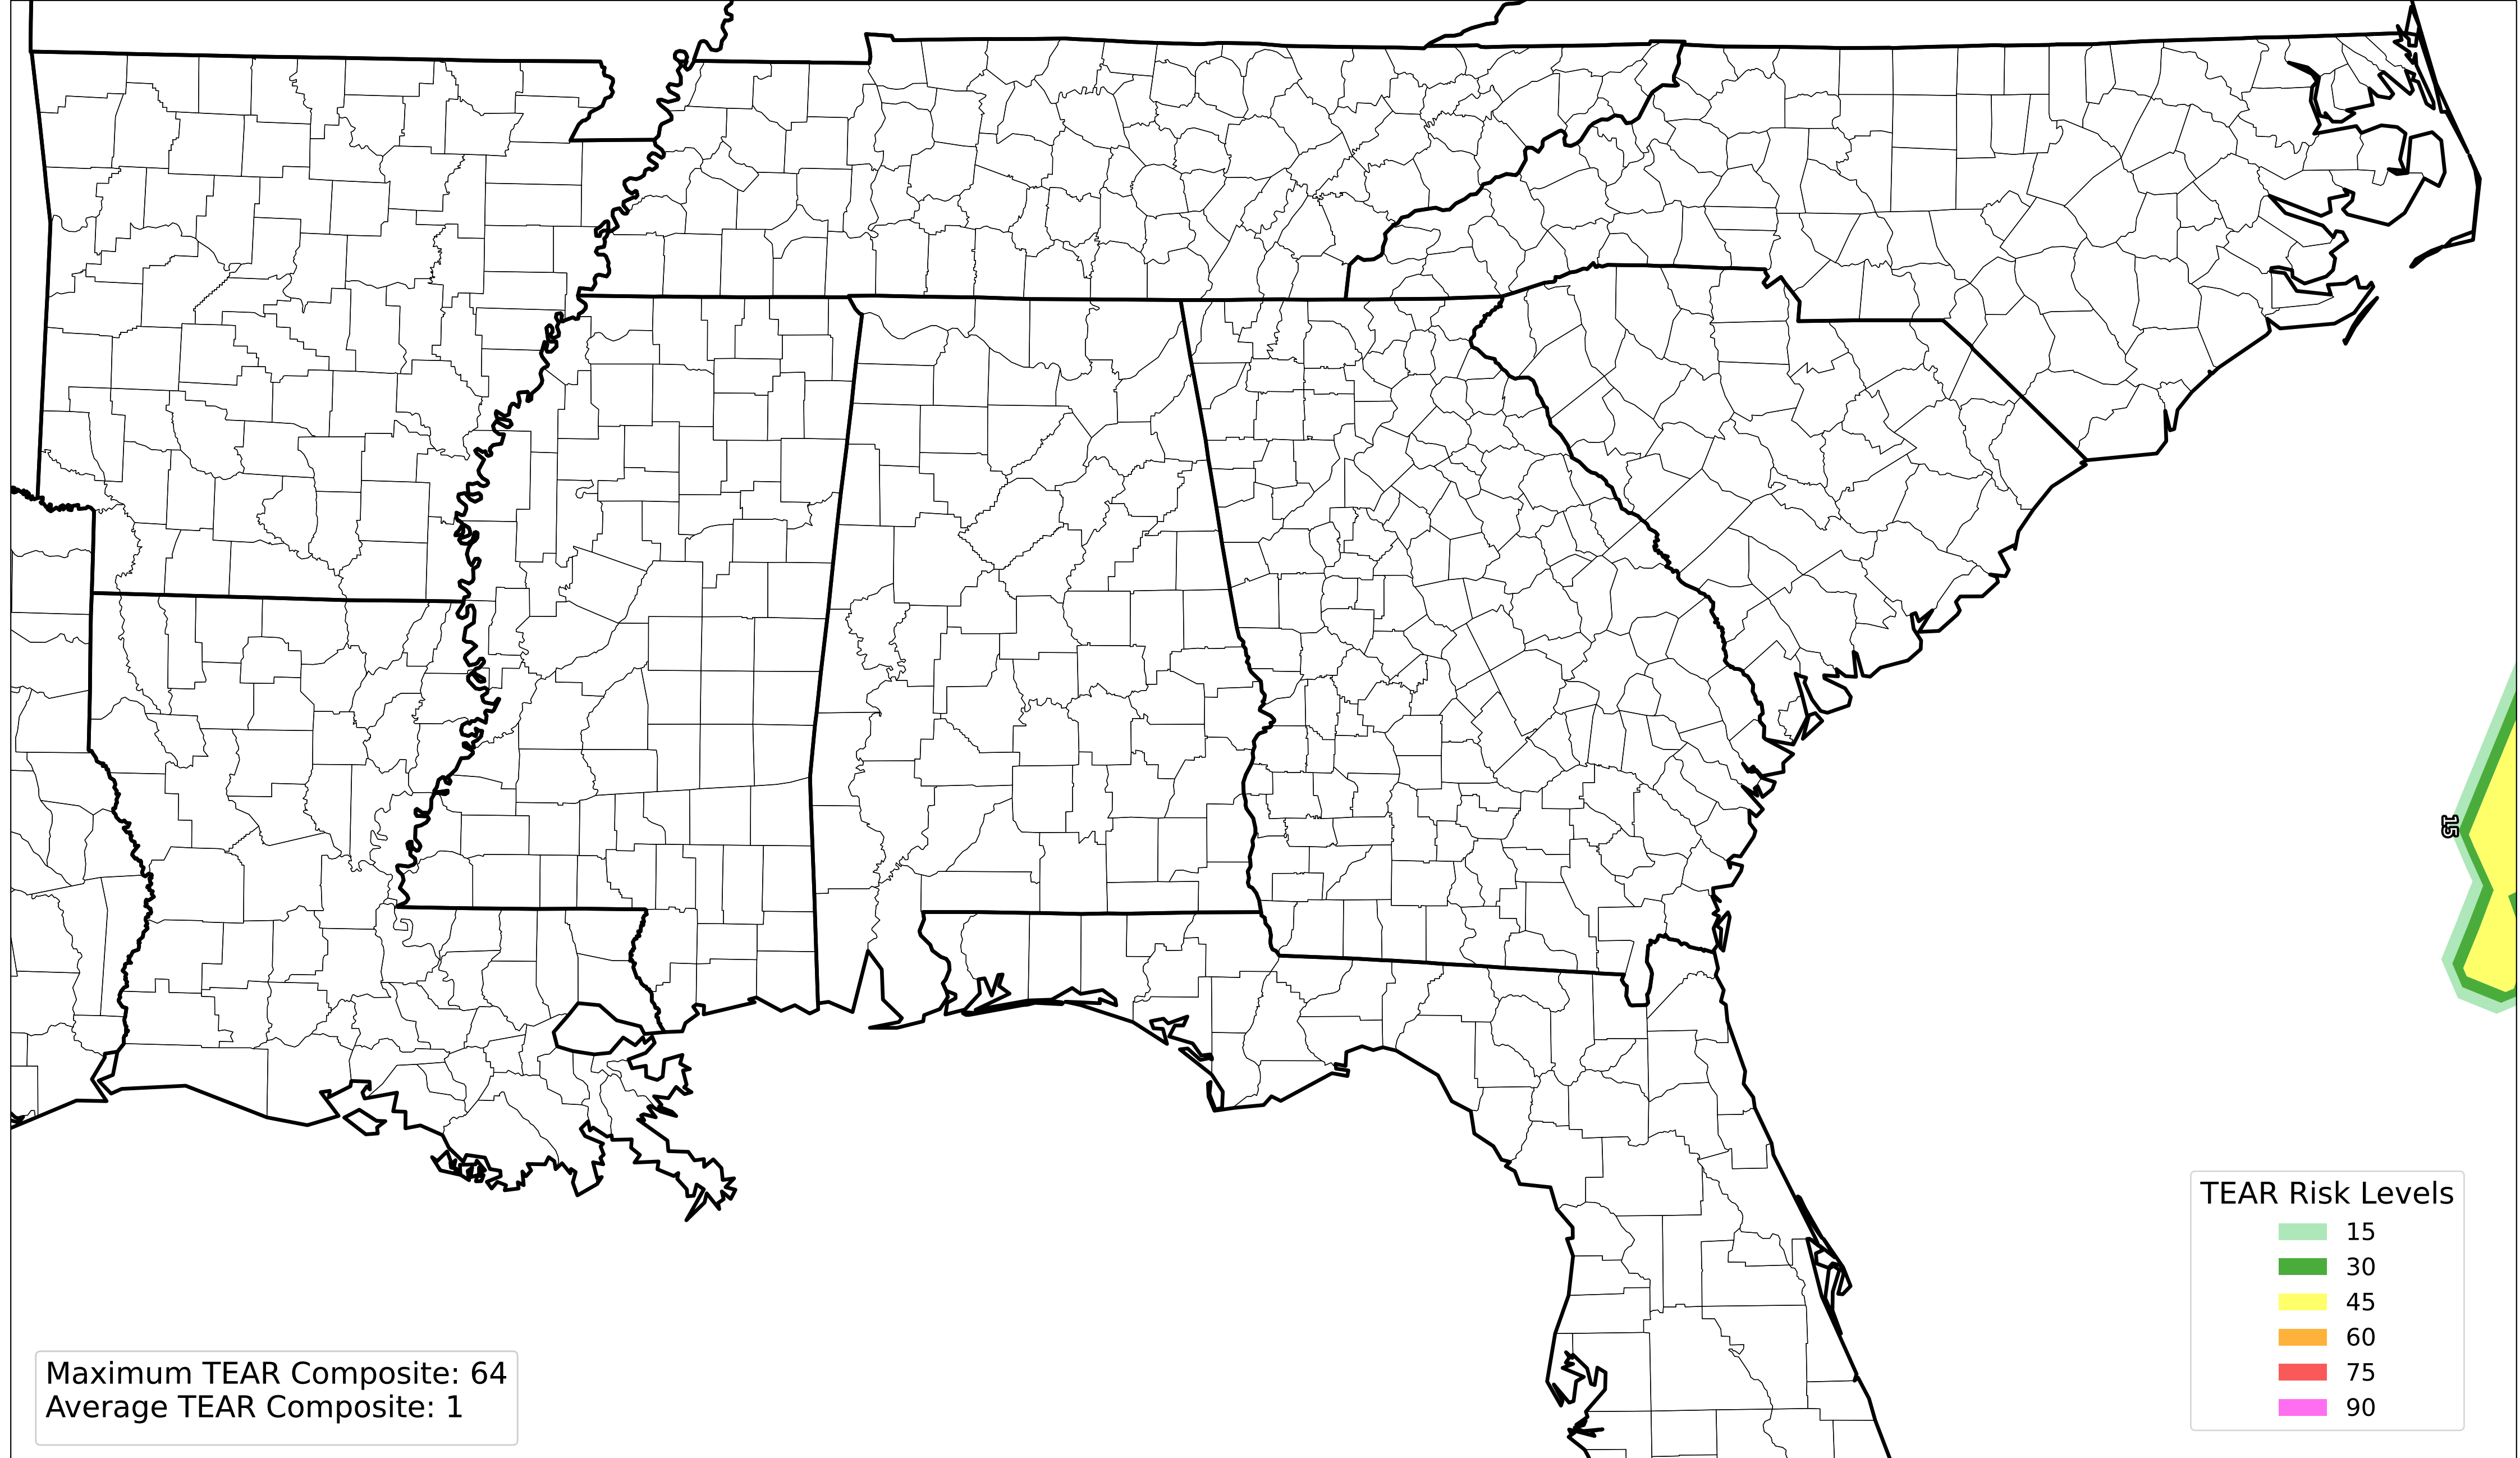 15
TEAR Risk Levels
15
30
45
60
75
90
Maximum TEAR Composite: 64
Average TEAR Composite: 1